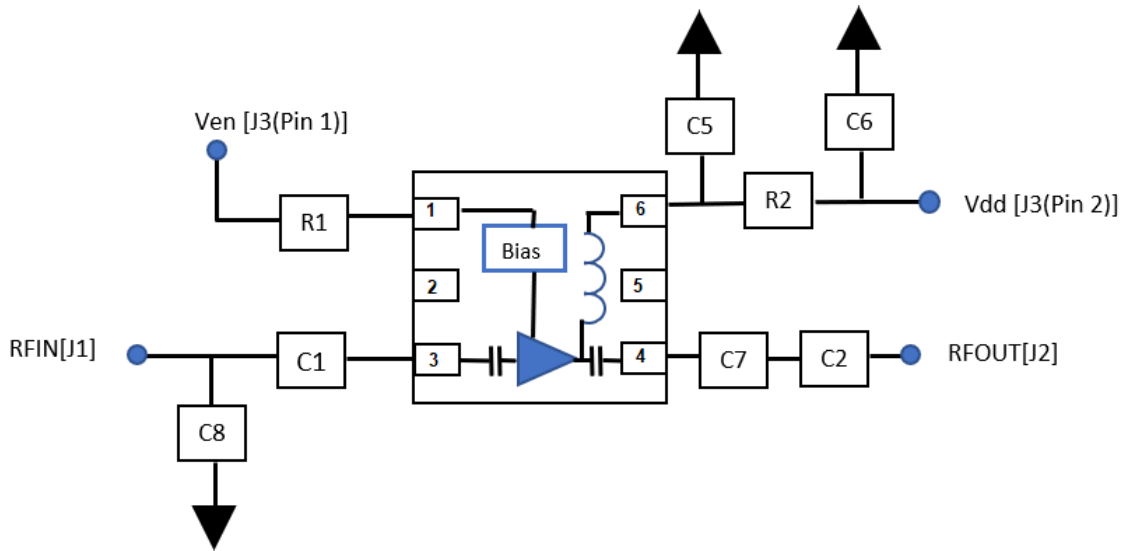 C5
C6
Ven [J3(Pin 1)]
R1
1
6
R2
Vdd [J3(Pin 2)]
Bias
2
5
RFIN[J1]
C1
3
4
C7
C2
RFOUT[J2]
C8